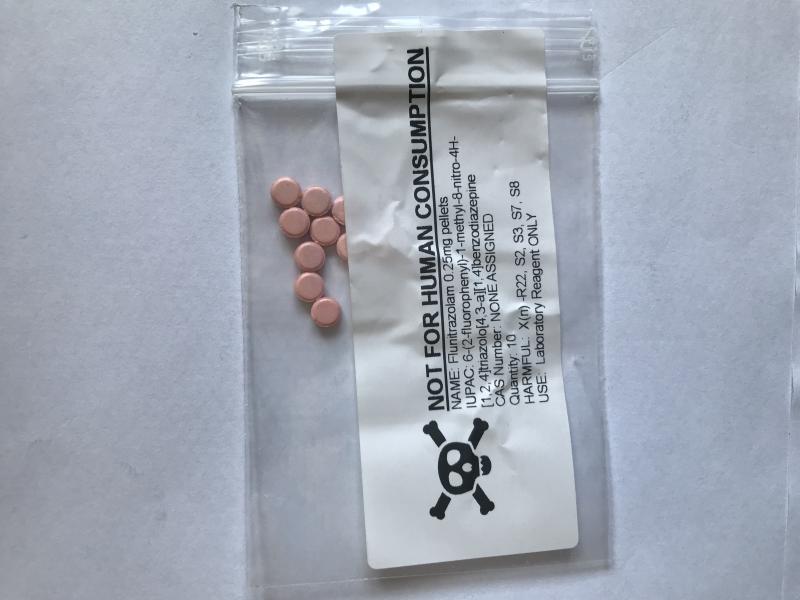 NOT FOR HUMAN CONSUMPTION
NAME: Flunitrazolam 0.25mg pellets
IUPAC: 6-(2-fluorophenyl)-1-methyl-8-nitro-4H-
[1,2,4]triazolo[4,3-a][1,4]benzodiazepine
CAS Number: NONE ASSIGNED
Quantity: 10
HARMFUL: X(n) -R22, S2, S3, S7, S8
USE: Laboratory Reagent ONLY